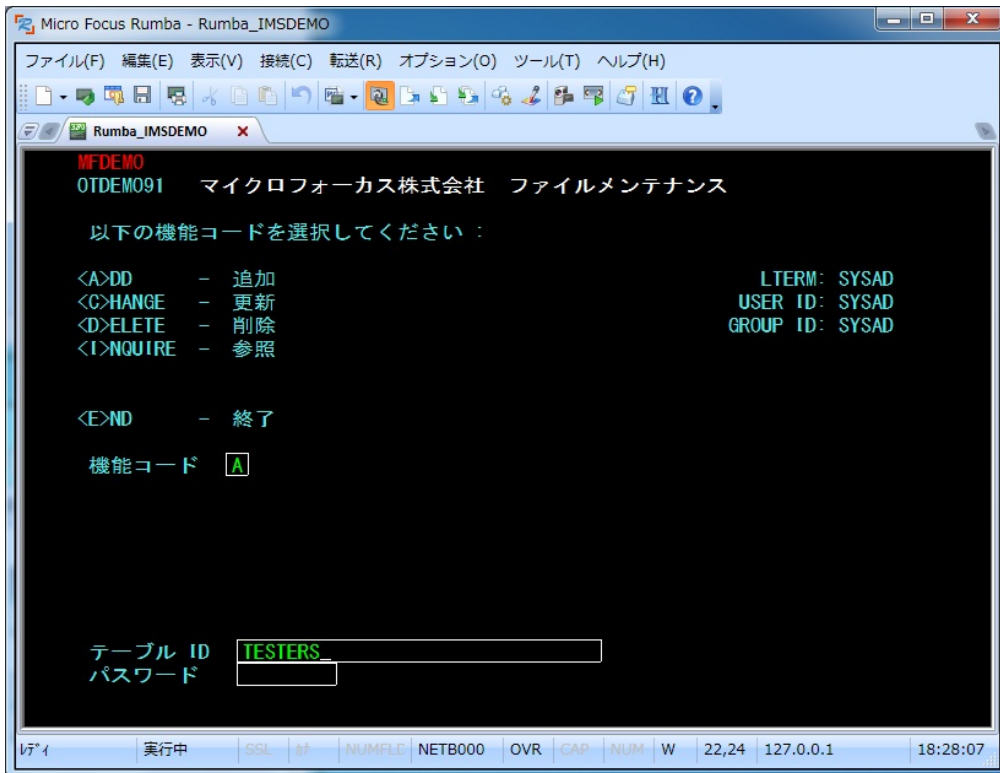 Micro Focus Rumba - Rumba_IMSDEMO
ファイル(F) 編集(E) 表示(V) 接続(C) 転送(R) オプション(O) ツール(T) ヘルプ(H)
Rumba_IMSDEMO
MFDEMO
OTDEMO91 マイクロフォーカス株式会社 ファイルメンテナンス
以下の機能コードを選択してください :
<A>DD - 追加 LTERM: SYSAD
<C>HANGE - 更新 USER ID: SYSAD
<D>ELETE - 削除 GROUP ID: SYSAD
<I>NQUIRE - 参照
<E>ND - 終了
機能コード A
テーブル ID TESTERS_
パスワード
ﾚﾃﾞｨ 実行中 SSL ｶﾅ NUMFLD NETB000 OVR CAP NUM W 22,24 127.0.0.1 18:28:07